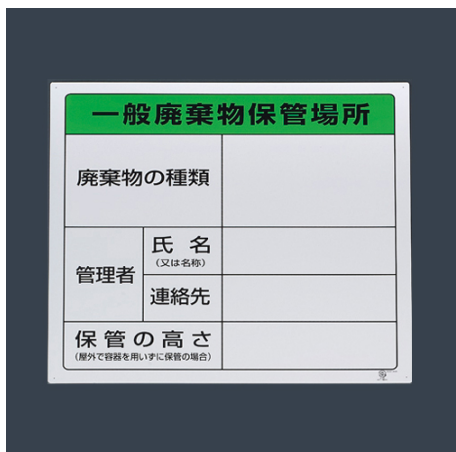 一般廃棄物保管場所
廃棄物の種類
管理者
氏名
(又は名称)
連絡先
保管の高さ
(屋外で容器を用いずに保管の場合)